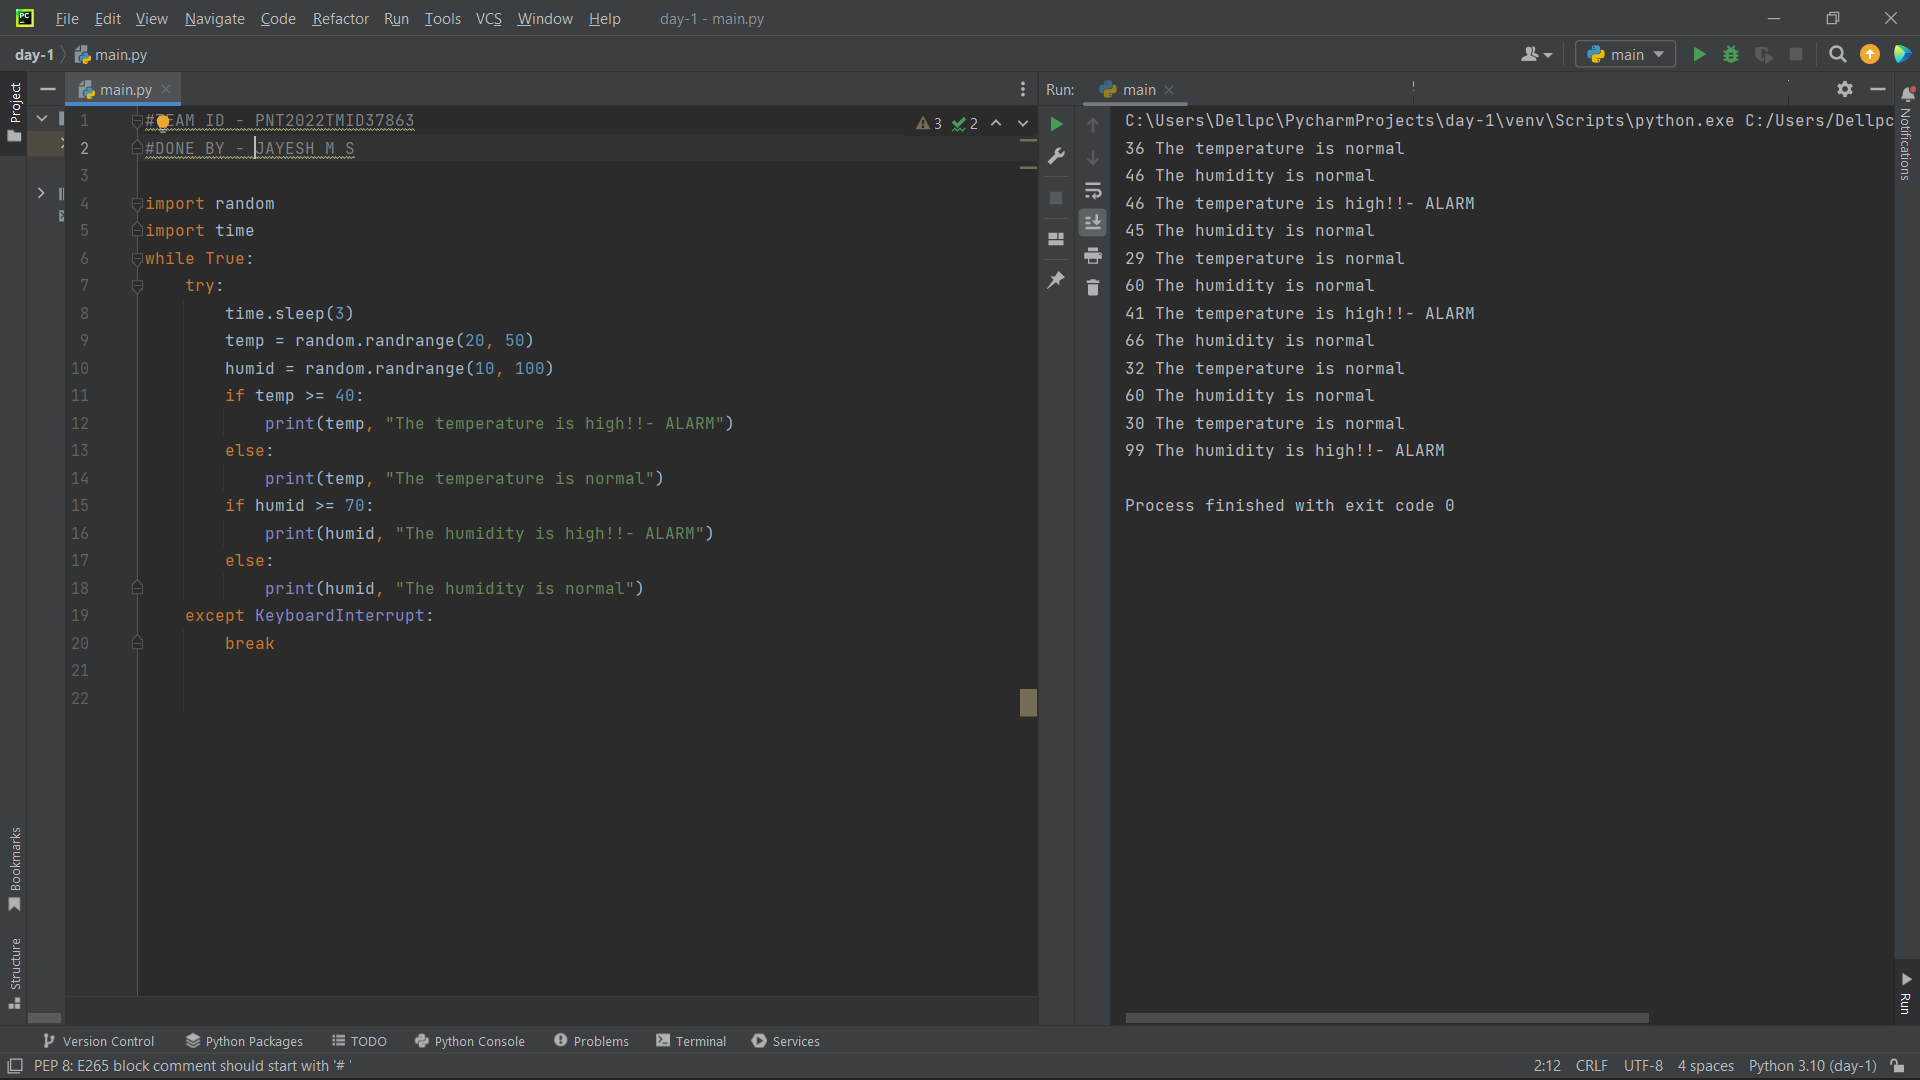 File Edit View Navigate Code Refactor Run Tools VCS Window Help day-1 - main.py
day-1 main.py main
Project
main.py
Run: main
Notifications
1 #TEAM ID - PNT2022TMID37863
3 2
2 #DONE BY - JAYESH M S
3
4 import random
5 import time
6 while True:
7 try:
8 time.sleep(3)
9 temp = random.randrange(20, 50)
10 humid = random.randrange(10, 100)
11 if temp >= 40:
12 print(temp, "The temperature is high!!- ALARM")
13 else:
14 print(temp, "The temperature is normal")
15 if humid >= 70:
16 print(humid, "The humidity is high!!- ALARM")
17 else:
18 print(humid, "The humidity is normal")
19 except KeyboardInterrupt:
20 break
21
22
C:\Users\Dellpc\PycharmProjects\day-1\venv\Scripts\python.exe C:/Users/Dellpc
36 The temperature is normal
46 The humidity is normal
46 The temperature is high!!- ALARM
45 The humidity is normal
29 The temperature is normal
60 The humidity is normal
41 The temperature is high!!- ALARM
66 The humidity is normal
32 The temperature is normal
60 The humidity is normal
30 The temperature is normal
99 The humidity is high!!- ALARM
Process finished with exit code 0
Bookmarks
Structure
Run
Version Control Python Packages TODO Python Console Problems Terminal Services
PEP 8: E265 block comment should start with '# ' 2:12 CRLF UTF-8 4 spaces Python 3.10 (day-1)